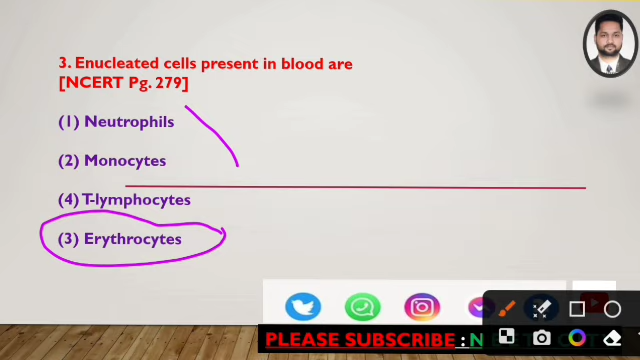 3. Enucleated cells present in blood are
[NCERT Pg. 279]
(1) Neutrophils
(2) Monocytes
(4) T-lymphocytes
(3) Erythrocytes
PLEASE SUBSCRIBE : N